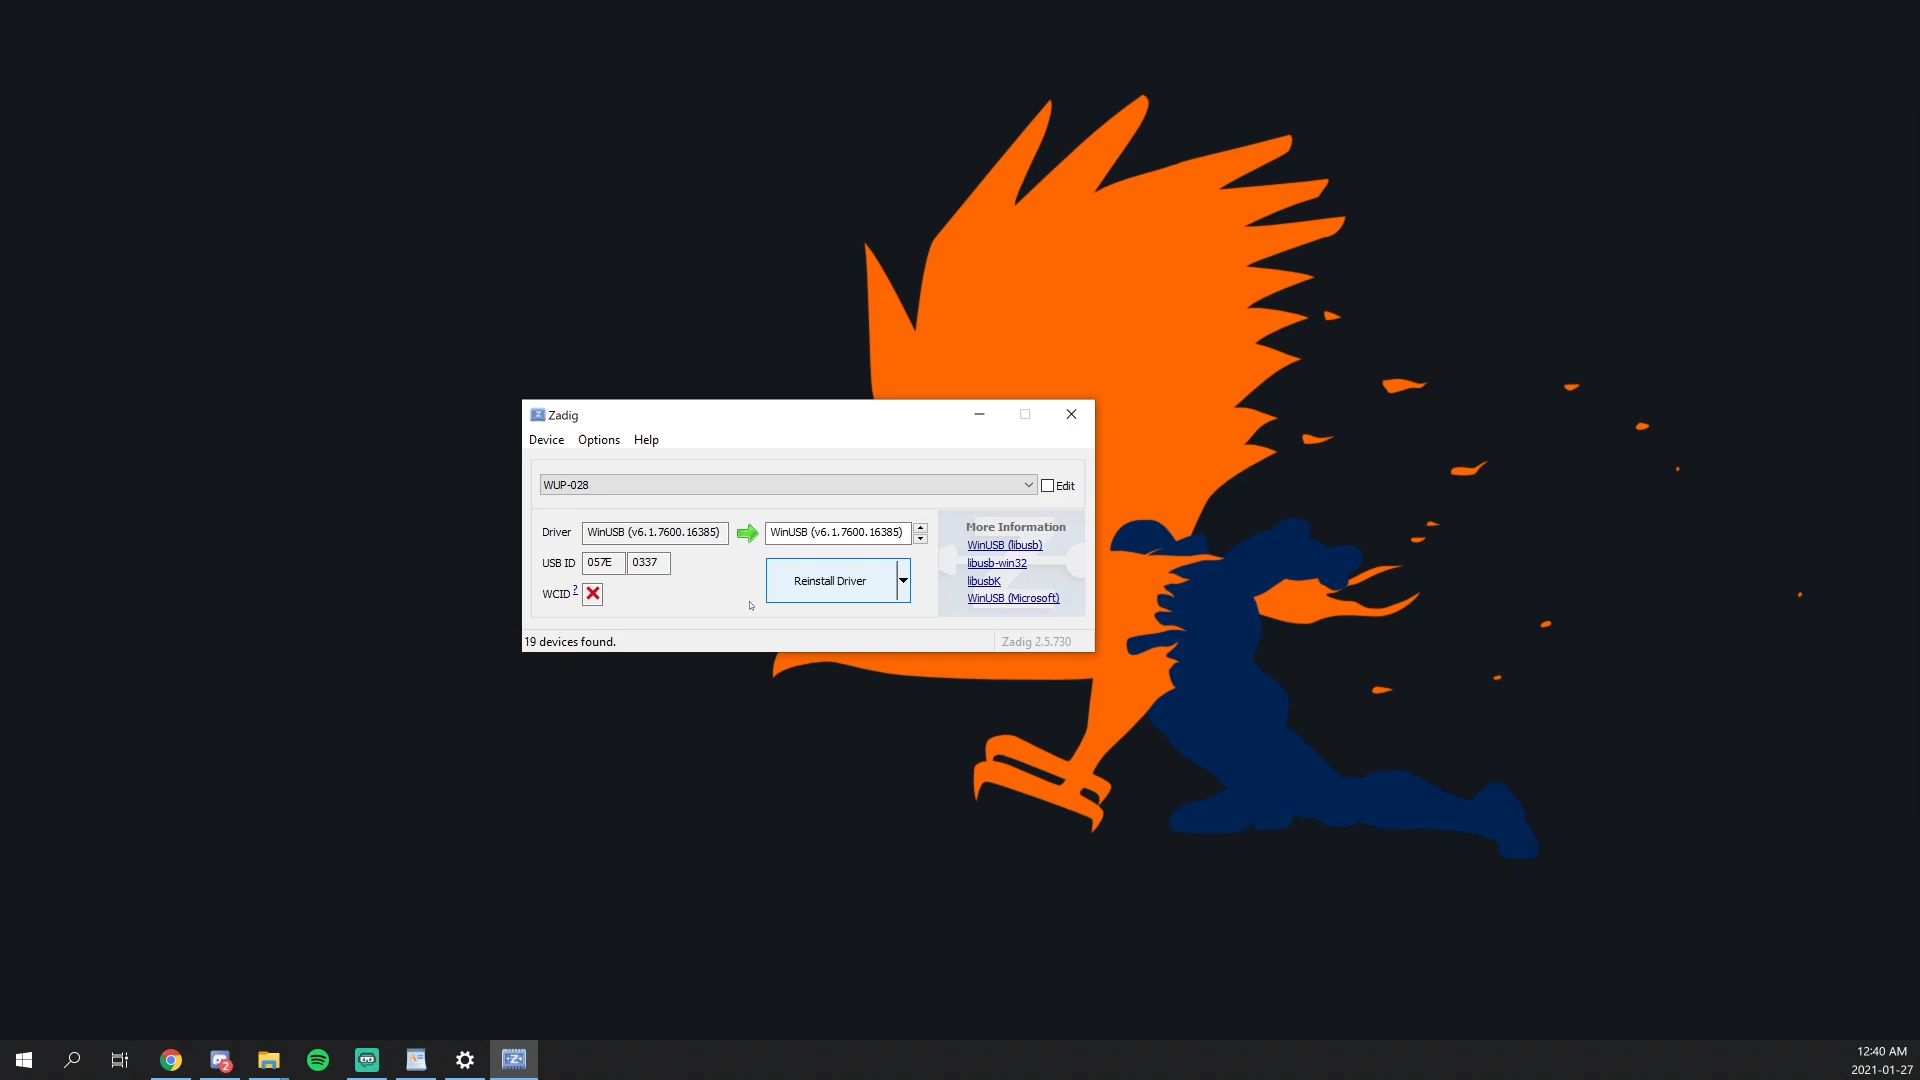 Zadig
Device Options Help
WUP-028
Edit
Driver WinUSB (v6.1.7600.16385) WinUSB (v6.1.7600.16385)
USB ID 057E 0337
WCID ?
Reinstall Driver
More Information
WinUSB (libusb)
libusb-win32
libusbK
WinUSB (Microsoft)
19 devices found.
Zadig 2.5.730
2
12:40 AM
2021-01-27